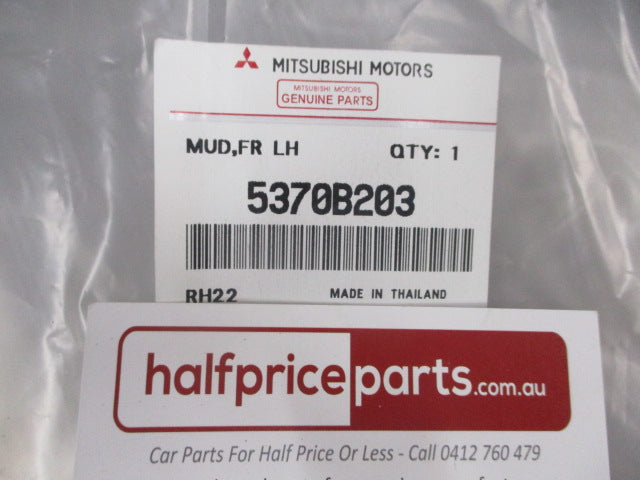 MITSUBISHI MOTORS
MITSUBISHI MOTORS
GENUINE PARTS
MUD,FR LH QTY: 1
5370B203
RH22 MADE IN THAILAND
halfpriceparts.com.au
Car Parts For Half Price Or Less - Call 0412 760 479